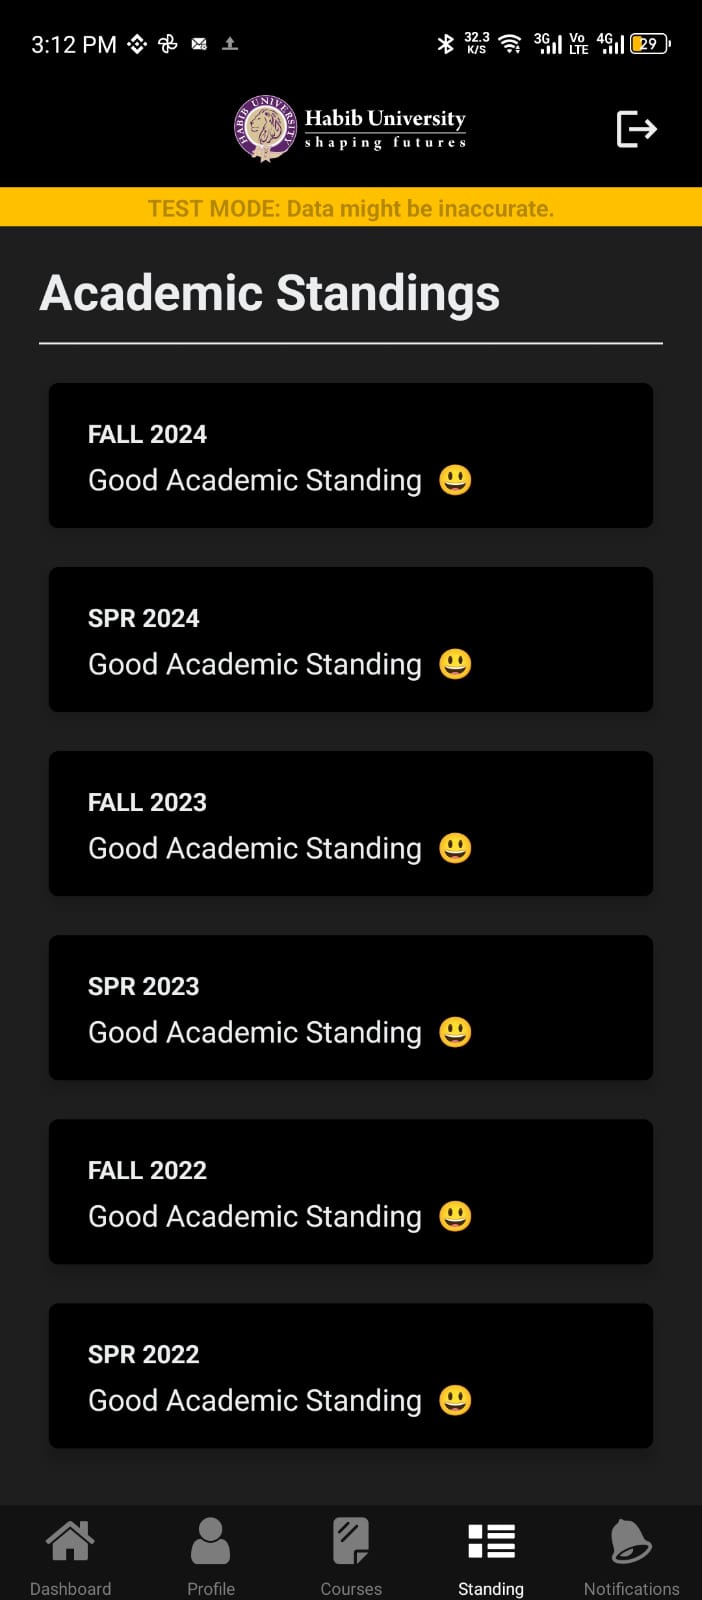 3:12 PM 32.3 K/S 3G Vo LTE 4G 29
HABIB UNIVERSITY
Habib University
shaping futures
TEST MODE: Data might be inaccurate.
Academic Standings
FALL 2024
Good Academic Standing 😃
SPR 2024
Good Academic Standing 😃
FALL 2023
Good Academic Standing 😃
SPR 2023
Good Academic Standing 😃
FALL 2022
Good Academic Standing 😃
SPR 2022
Good Academic Standing 😃
Dashboard Profile Courses Standing Notifications